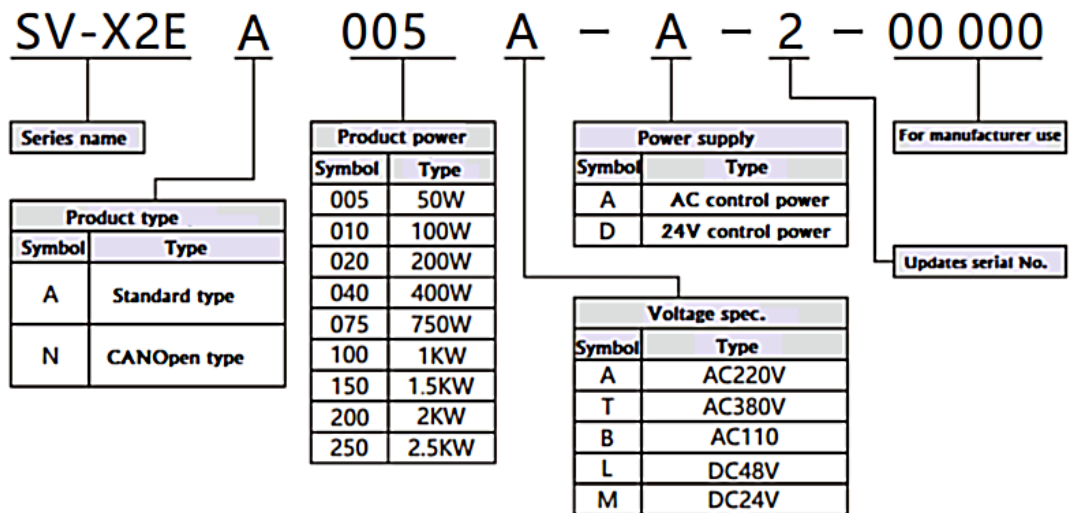 SV-X2E A 005 A - A - 2 - 00 000
Series name
Product type
Symbol Type
A Standard type
N CANOpen type
Product power
Symbol Type
005 50W
010 100W
020 200W
040 400W
075 750W
100 1KW
150 1.5KW
200 2KW
250 2.5KW
Power supply
Symbol Type
A AC control power
D 24V control power
Voltage spec.
Symbol Type
A AC220V
T AC380V
B AC110
L DC48V
M DC24V
For manufacturer use
Updates serial No.